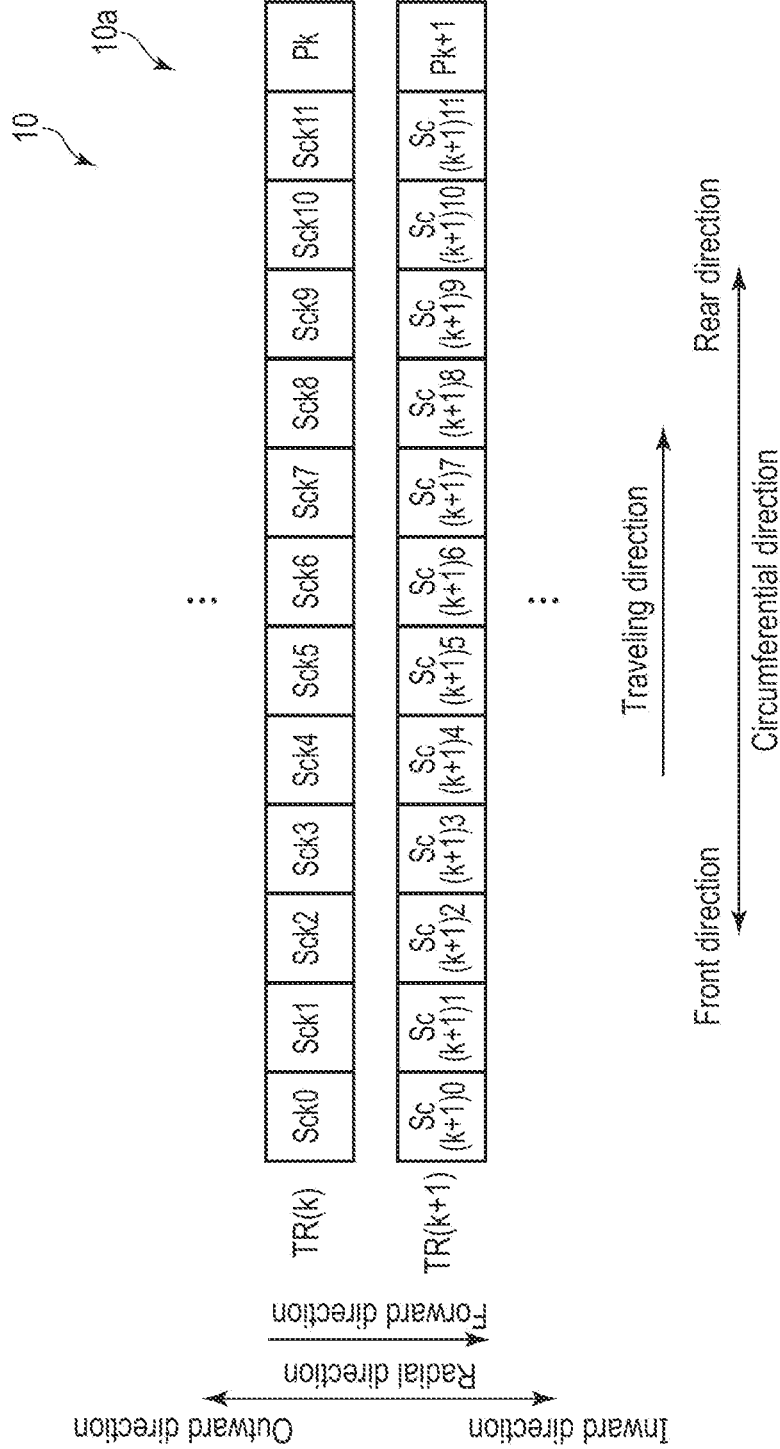 10
10a
TR(k)
Sck0
Sck1
Sck2
Sck3
Sck4
Sck5
Sck6
Sck7
Sck8
Sck9
Sck10
Sck11
Pk
...
TR(k+1)
Sc
(k+1)0
Sc
(k+1)1
Sc
(k+1)2
Sc
(k+1)3
Sc
(k+1)4
Sc
(k+1)5
Sc
(k+1)6
Sc
(k+1)7
Sc
(k+1)8
Sc
(k+1)9
Sc
(k+1)10
Sc
(k+1)11
Pk+1
...
Outward direction
Radial direction
Forward direction
Inward direction
Traveling direction
Front direction
Rear direction
Circumferential direction